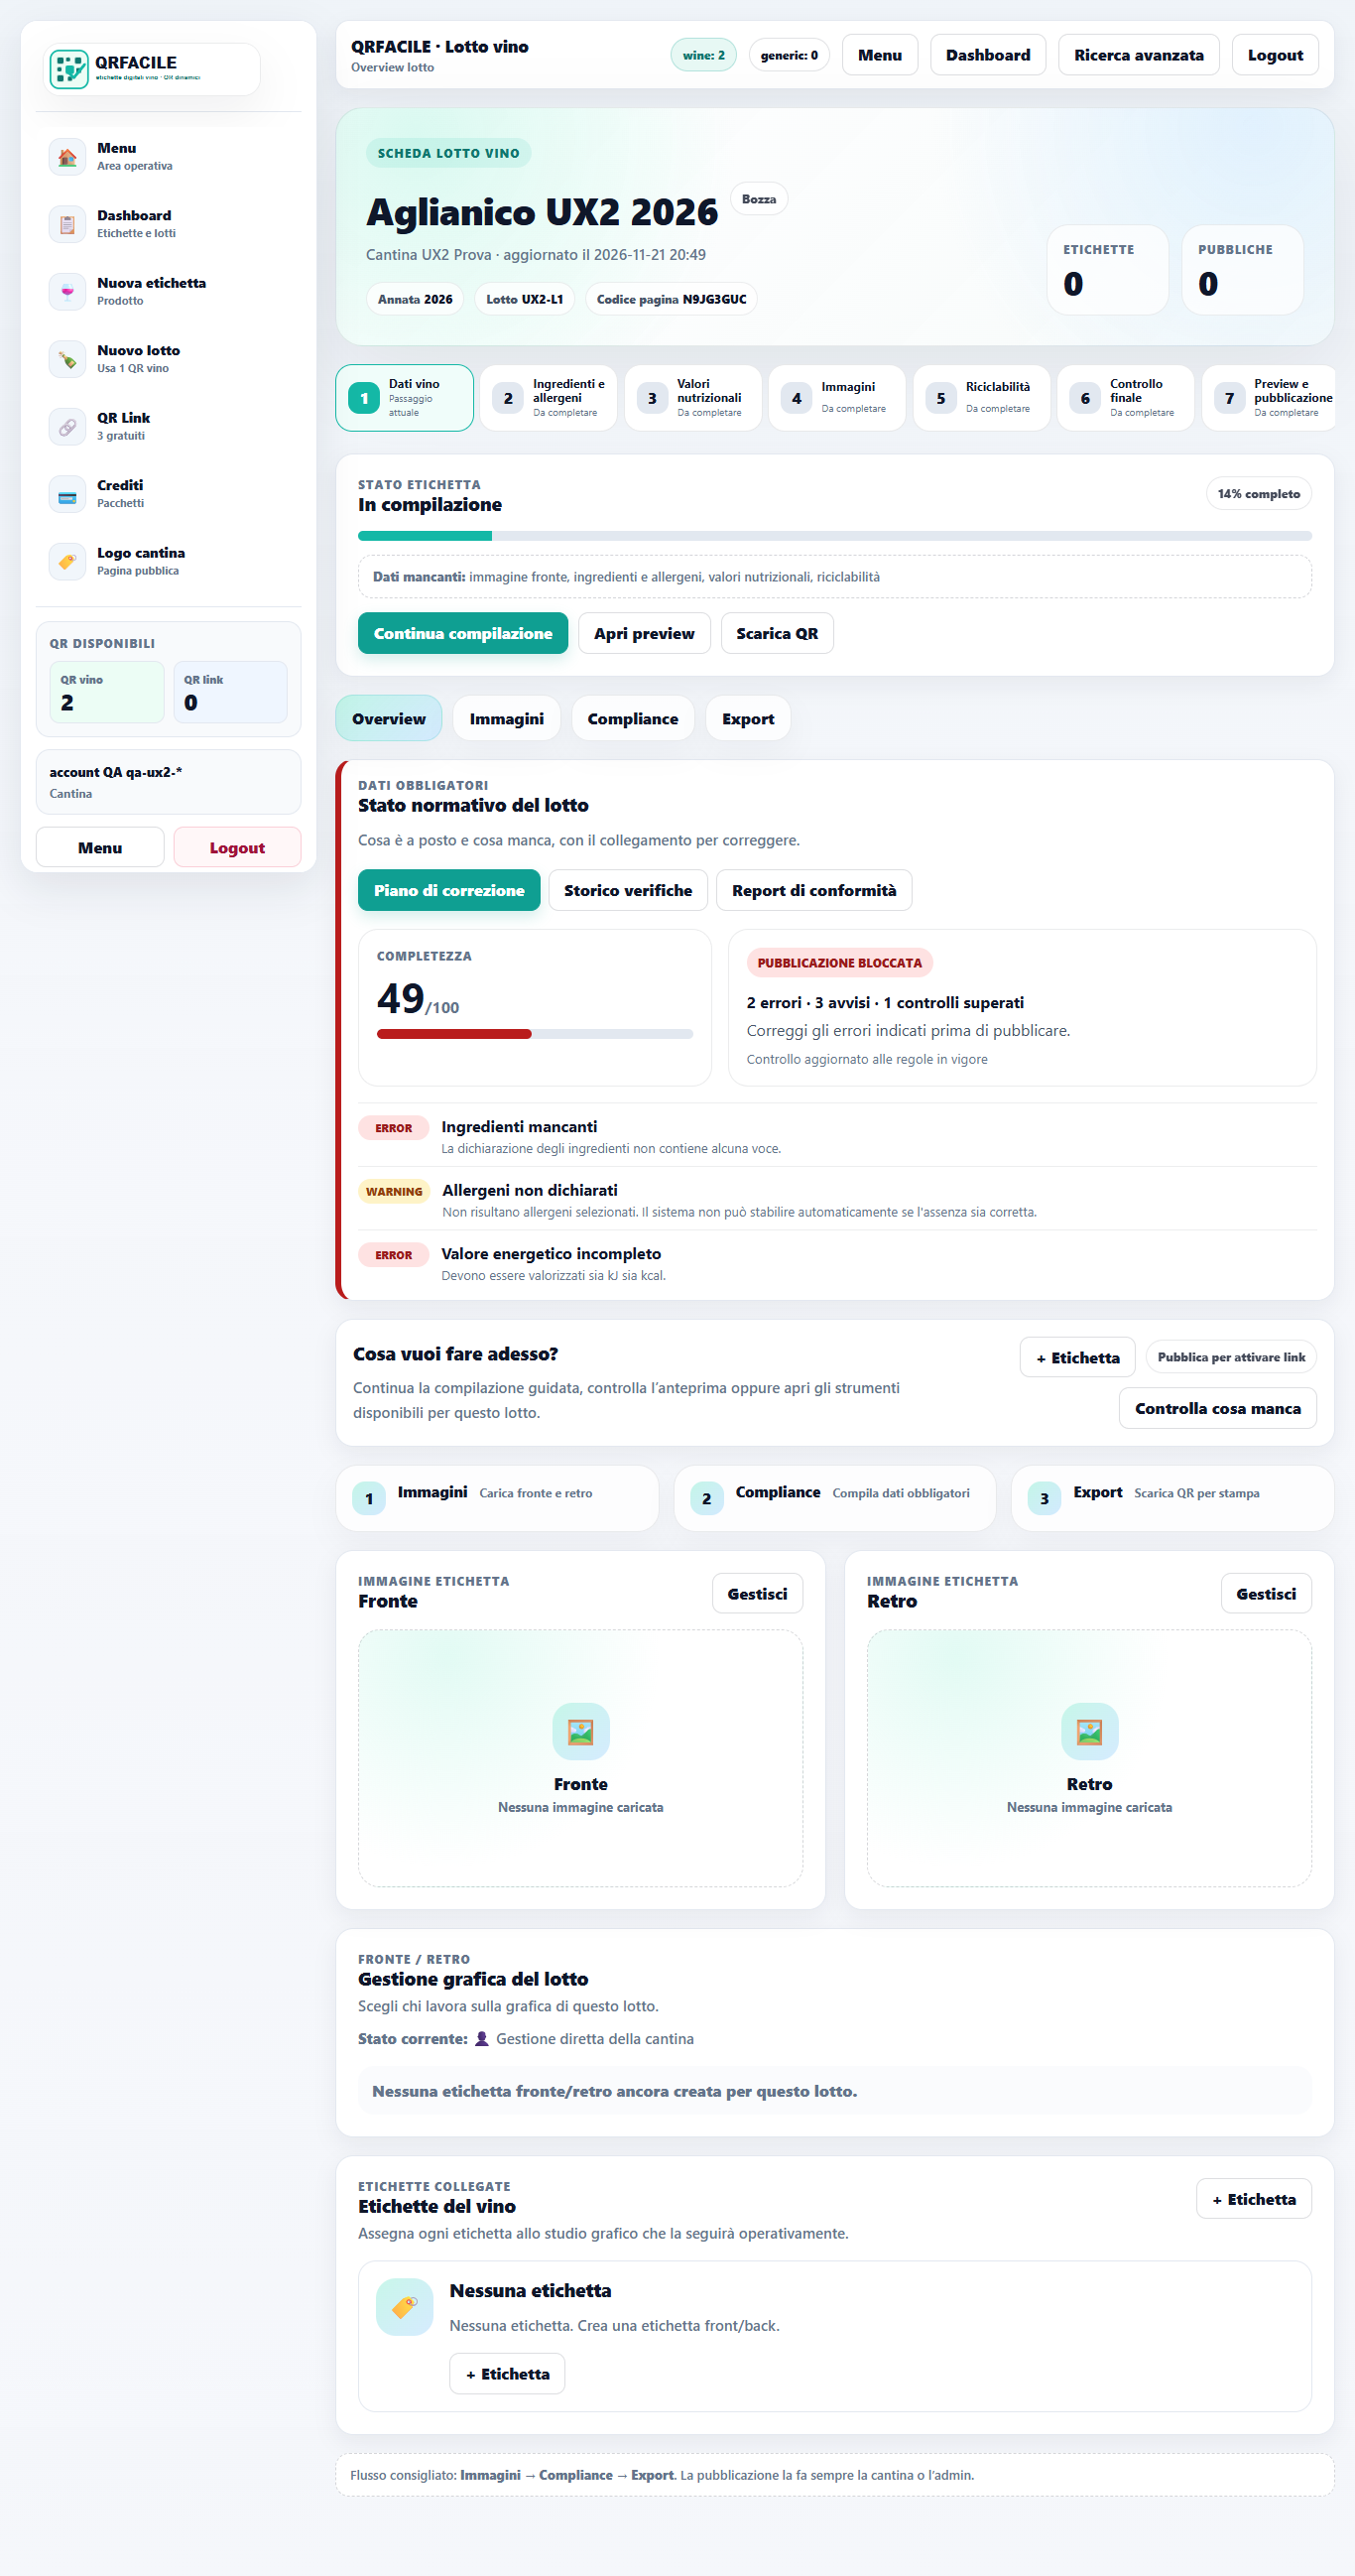 QRFACILE
etichette digitali vino · QR dinamici
Menu
Area operativa
Dashboard
Etichette e lotti
Nuova etichetta
Prodotto
Nuovo lotto
Usa 1 QR vino
QR Link
3 gratuiti
Crediti
Pacchetti
Logo cantina
Pagina pubblica
QR DISPONIBILI
QR vino
2
QR link
0
account QA qa-ux2-*
Cantina
Menu
Logout
QRFACILE · Lotto vino
Overview lotto
wine: 2
generic: 0
Menu
Dashboard
Ricerca avanzata
Logout
SCHEDA LOTTO VINO
Aglianico UX2 2026
Bozza
Cantina UX2 Prova · aggiornato il 2026-11-21 20:49
Annata 2026
Lotto UX2-L1
Codice pagina N9JG3GUC
ETICHETTE
0
PUBBLICHE
0
1
Dati vino
Passaggio
attuale
2
Ingredienti e
allergeni
Da completare
3
Valori
nutrizionali
Da completare
4
Immagini
Da completare
5
Riciclabilità
Da completare
6
Controllo
finale
Da completare
7
Preview e
pubblicazione
Da completare
STATO ETICHETTA
In compilazione
14% completo
Dati mancanti: immagine fronte, ingredienti e allergeni, valori nutrizionali, riciclabilità
Continua compilazione
Apri preview
Scarica QR
Overview
Immagini
Compliance
Export
DATI OBBLIGATORI
Stato normativo del lotto
Cosa è a posto e cosa manca, con il collegamento per correggere.
Piano di correzione
Storico verifiche
Report di conformità
COMPLETEZZA
49/100
PUBBLICAZIONE BLOCCATA
2 errori · 3 avvisi · 1 controlli superati
Correggi gli errori indicati prima di pubblicare.
Controllo aggiornato alle regole in vigore
ERROR
Ingredienti mancanti
La dichiarazione degli ingredienti non contiene alcuna voce.
WARNING
Allergeni non dichiarati
Non risultano allergeni selezionati. Il sistema non può stabilire automaticamente se l'assenza sia corretta.
ERROR
Valore energetico incompleto
Devono essere valorizzati sia kJ sia kcal.
Cosa vuoi fare adesso?
Continua la compilazione guidata, controlla l’anteprima oppure apri gli strumenti
disponibili per questo lotto.
+ Etichetta
Pubblica per attivare link
Controlla cosa manca
1 Immagini Carica fronte e retro
2 Compliance Compila dati obbligatori
3 Export Scarica QR per stampa
IMMAGINE ETICHETTA
Fronte
Gestisci
Fronte
Nessuna immagine caricata
IMMAGINE ETICHETTA
Retro
Gestisci
Retro
Nessuna immagine caricata
FRONTE / RETRO
Gestione grafica del lotto
Scegli chi lavora sulla grafica di questo lotto.
Stato corrente: 👤 Gestione diretta della cantina
Nessuna etichetta fronte/retro ancora creata per questo lotto.
ETICHETTE COLLEGATE
Etichette del vino
Assegna ogni etichetta allo studio grafico che la seguirà operativamente.
+ Etichetta
Nessuna etichetta
Nessuna etichetta. Crea una etichetta front/back.
+ Etichetta
Flusso consigliato: Immagini → Compliance → Export. La pubblicazione la fa sempre la cantina o l'admin.